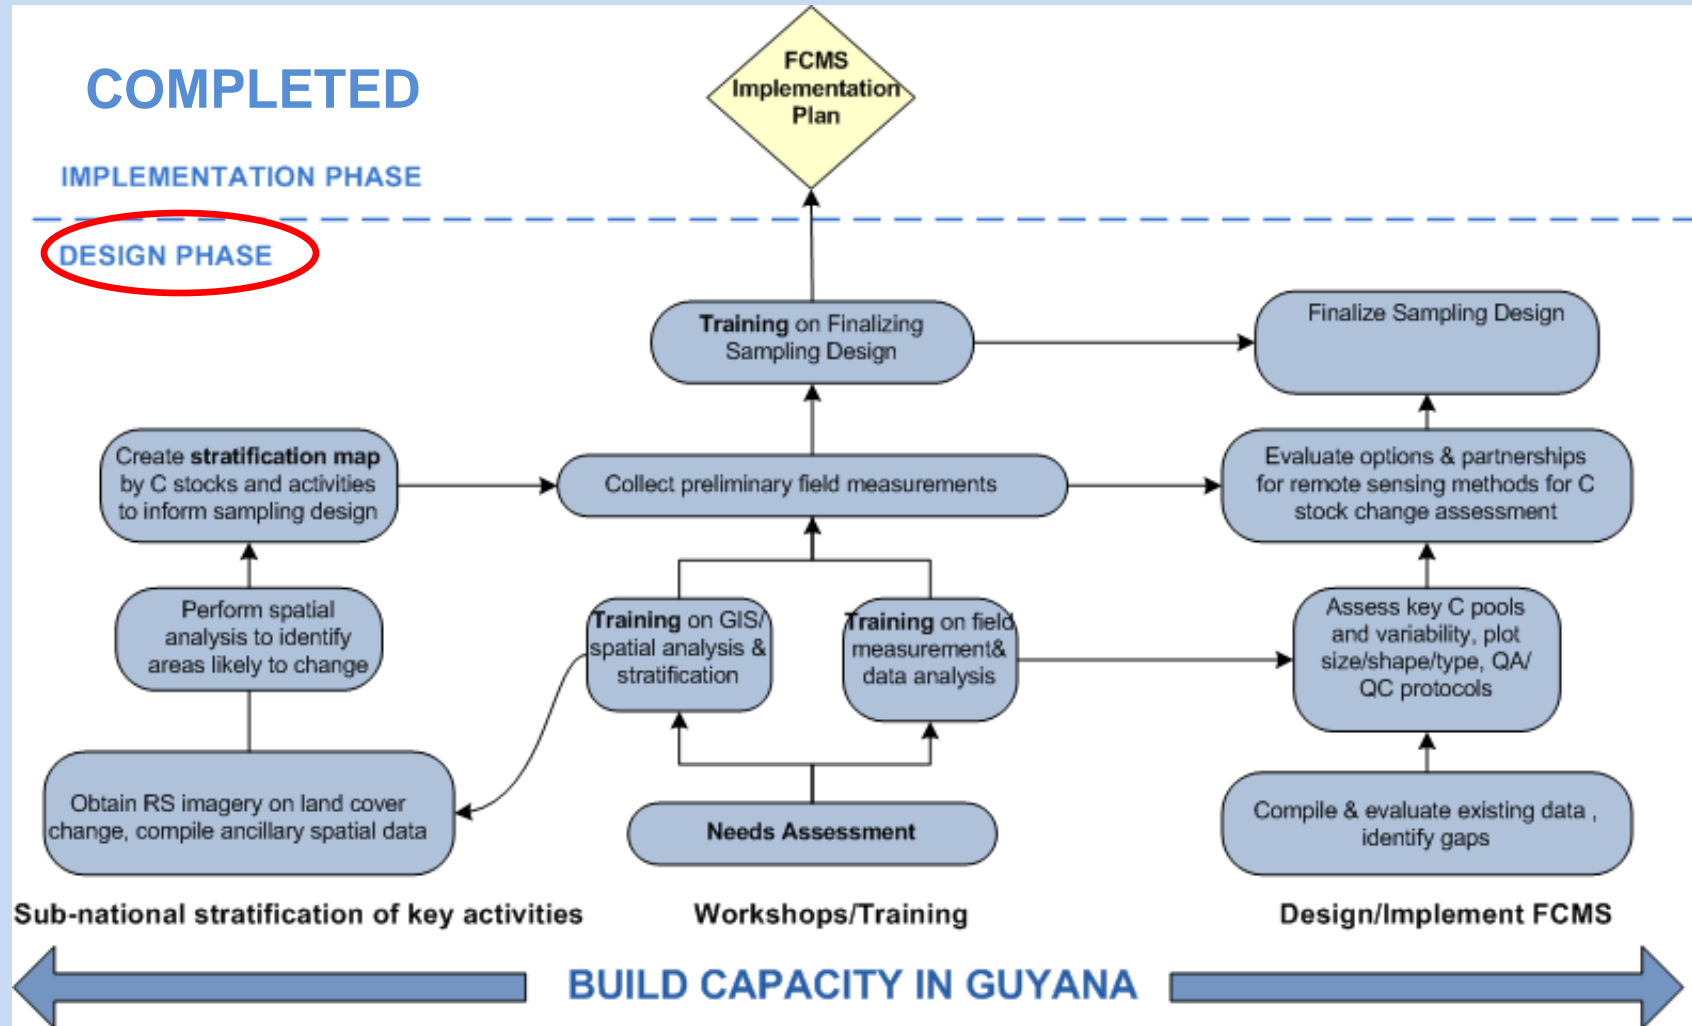 COMPLETED
FCMS
Implementation
Plan
IMPLEMENTATION PHASE
DESIGN PHASE
Training on Finalizing
Sampling Design
Finalize Sampling Design
Create stratification map
by C stocks and activities
to inform sampling design
Collect preliminary field measurements
Evaluate options & partnerships
for remote sensing methods for C
stock change assessment
Perform spatial
analysis to identify
areas likely to change
Training on GIS/
spatial analysis &
stratification
Training on field
measurement&
data analysis
Assess key C pools
and variability, plot
size/shape/type, QA/
QC protocols
Obtain RS imagery on land cover
change, compile ancillary spatial data
Needs Assessment
Compile & evaluate existing data ,
identify gaps
Sub-national stratification of key activities
Workshops/Training
Design/Implement FCMS
BUILD CAPACITY IN GUYANA